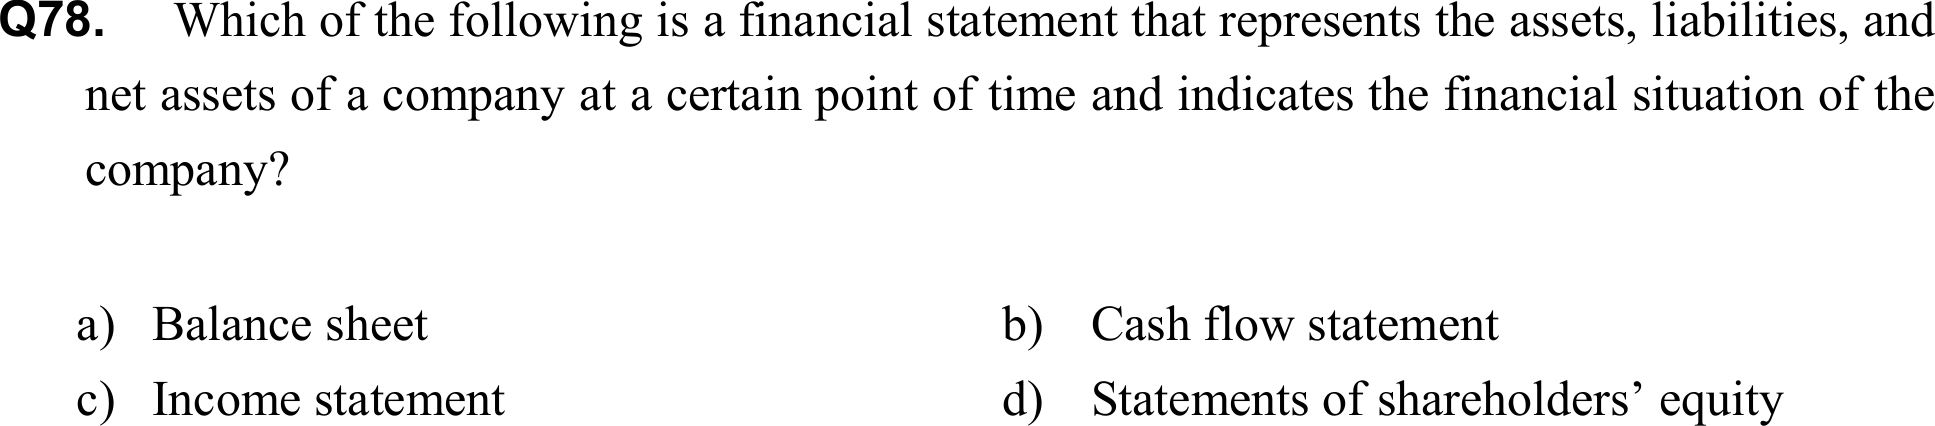 Q78. Which of the following is a financial statement that represents the assets, liabilities, and
net assets of a company at a certain point of time and indicates the financial situation of the
company?
a) Balance sheet b) Cash flow statement
c) Income statement d) Statements of shareholders’ equity